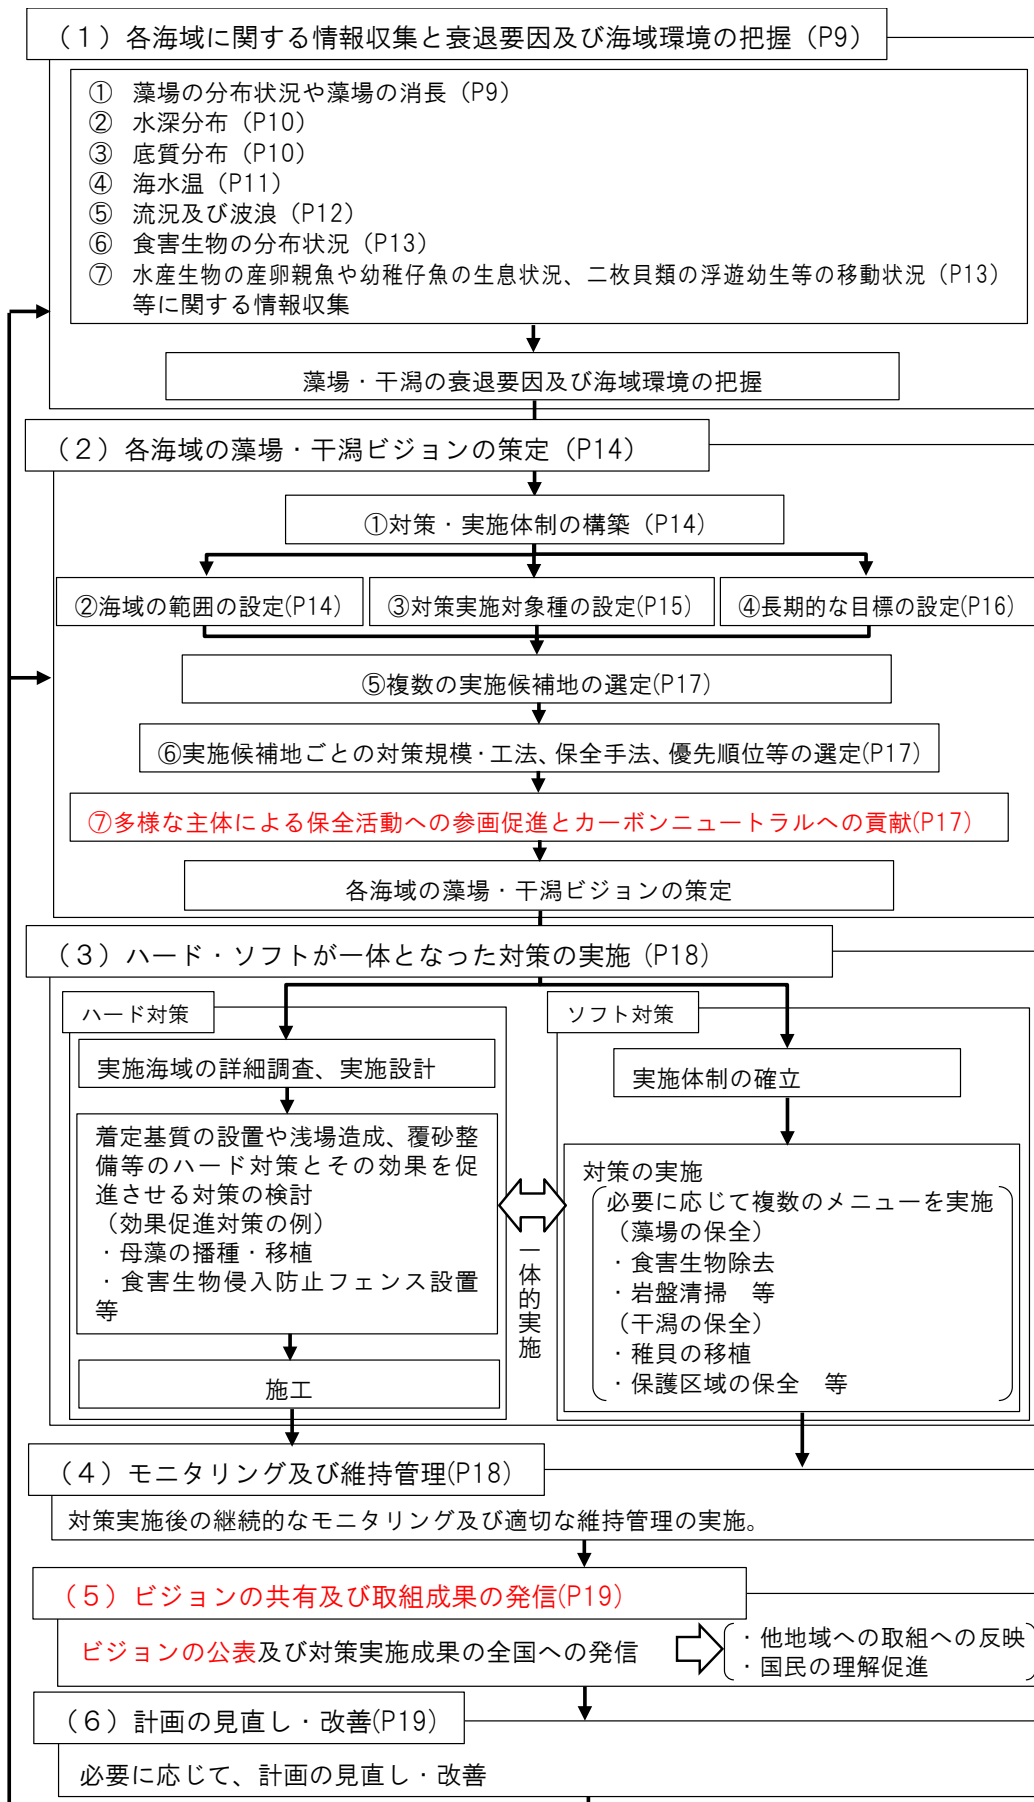 （１）各海域に関する情報収集と衰退要因及び海域環境の把握（P9）
①　藻場の分布状況や藻場の消長（P9）
②　水深分布（P10）
③　底質分布（P10）
④　海水温（P11）
⑤　流況及び波浪（P12）
⑥　食害生物の分布状況（P13）
⑦　水産生物の産卵親魚や幼稚仔魚の生息状況、二枚貝類の浮遊幼生等の移動状況（P13）
等に関する情報収集
藻場・干潟の衰退要因及び海域環境の把握
（２）各海域の藻場・干潟ビジョンの策定（P14）
①対策・実施体制の構築（P14）
②海域の範囲の設定(P14)
③対策実施対象種の設定(P15)
④長期的な目標の設定(P16)
⑤複数の実施候補地の選定(P17)
⑥実施候補地ごとの対策規模・工法、保全手法、優先順位等の選定(P17)
⑦多様な主体による保全活動への参画促進とカーボンニュートラルへの貢献(P17)
各海域の藻場・干潟ビジョンの策定
（３）ハード・ソフトが一体となった対策の実施（P18）
ハード対策
実施海域の詳細調査、実施設計
着定基質の設置や浅場造成、覆砂整
備等のハード対策とその効果を促
進させる対策の検討
（効果促進対策の例）
・母藻の播種・移植
・食害生物侵入防止フェンス設置
等
施工
一体的実施
ソフト対策
実施体制の確立
対策の実施
必要に応じて複数のメニューを実施
（藻場の保全）
・食害生物除去
・岩盤清掃　等
（干潟の保全）
・稚貝の移植
・保護区域の保全　等
（４）モニタリング及び維持管理(P18)
対策実施後の継続的なモニタリング及び適切な維持管理の実施。
（５）ビジョンの共有及び取組成果の発信(P19)
ビジョンの公表及び対策実施成果の全国への発信
・他地域への取組への反映
・国民の理解促進
（６）計画の見直し・改善(P19)
必要に応じて、計画の見直し・改善